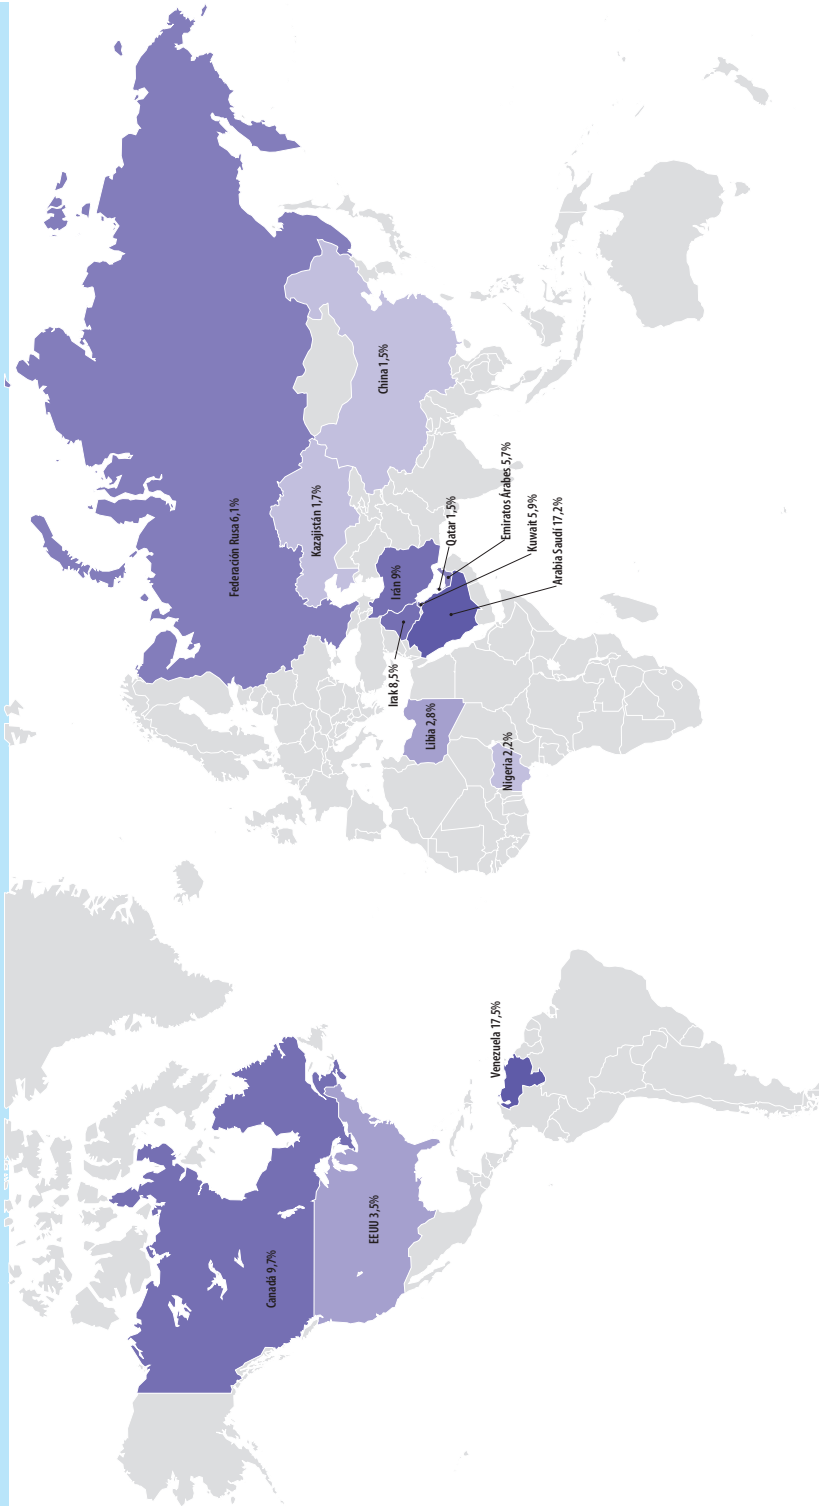 Canadá 9,7%
EEUU 3,5%
Venezuela 17,5%
Federación Rusa 6,1%
Kazajistán 1,7%
China 1,5%
Irán 9%
Irak 8,5%
Libia 2,8%
Nigeria 2,2%
Qatar 1,5%
Emiratos Árabes 5,7%
Kuwait 5,9%
Arabia Saudí 17,2%